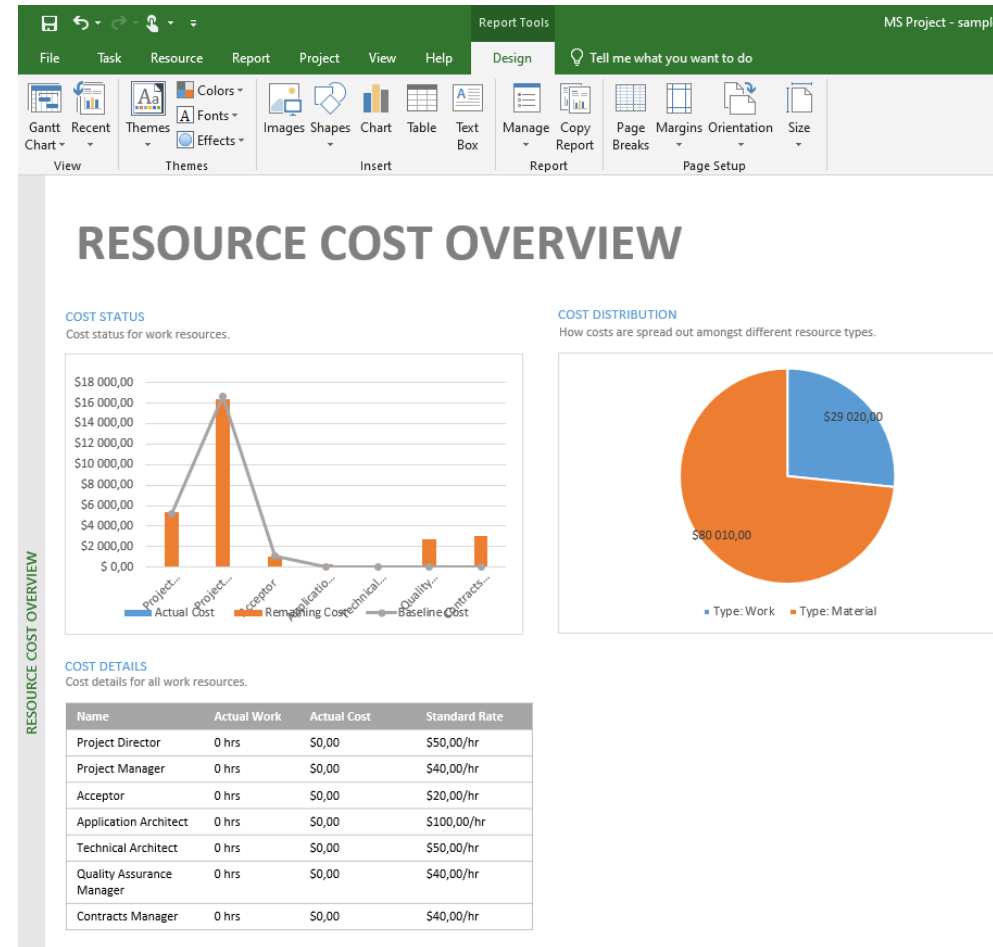 Report Tools
MS Project - sampl
File Task Resource Report Project View Help Design Tell me what you want to do
Gantt Chart
Recent
View
Themes
Colors
Fonts
Effects
Themes
Images
Shapes
Chart
Table
Text Box
Insert
Manage
Copy Report
Report
Page Breaks
Margins
Orientation
Size
Page Setup
RESOURCE COST OVERVIEW
RESOURCE COST OVERVIEW
COST STATUS
Cost status for work resources.
$18 000,00
$16 000,00
$14 000,00
$12 000,00
$10 000,00
$8 000,00
$6 000,00
$4 000,00
$2 000,00
$ 0,00
Project...
Project...
Acceptor
Applicatio...
Technical...
Quality...
Contracts...
Actual Cost Remaining Cost Baseline Cost
COST DISTRIBUTION
How costs are spread out amongst different resource types.
$29 020,00
$80 010,00
Type: Work Type: Material
COST DETAILS
Cost details for all work resources.
Name Actual Work Actual Cost Standard Rate
Project Director 0 hrs $0,00 $50,00/hr
Project Manager 0 hrs $0,00 $40,00/hr
Acceptor 0 hrs $0,00 $20,00/hr
Application Architect 0 hrs $0,00 $100,00/hr
Technical Architect 0 hrs $0,00 $50,00/hr
Quality Assurance 0 hrs $0,00 $40,00/hr
Manager
Contracts Manager 0 hrs $0,00 $40,00/hr